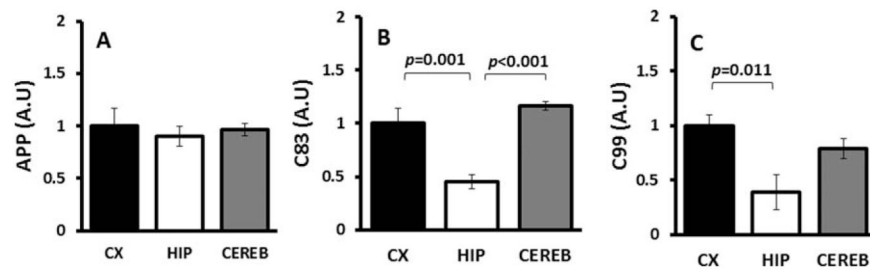 A
APP (A.U)
2
1.5
1
0.5
0
CX HIP CEREB
B
C83 (A.U)
2
1.5
1
0.5
0
p=0.001 p<0.001
CX HIP CEREB
C
C99 (A.U)
2
1.5
1
0.5
0
p=0.011
CX HIP CEREB